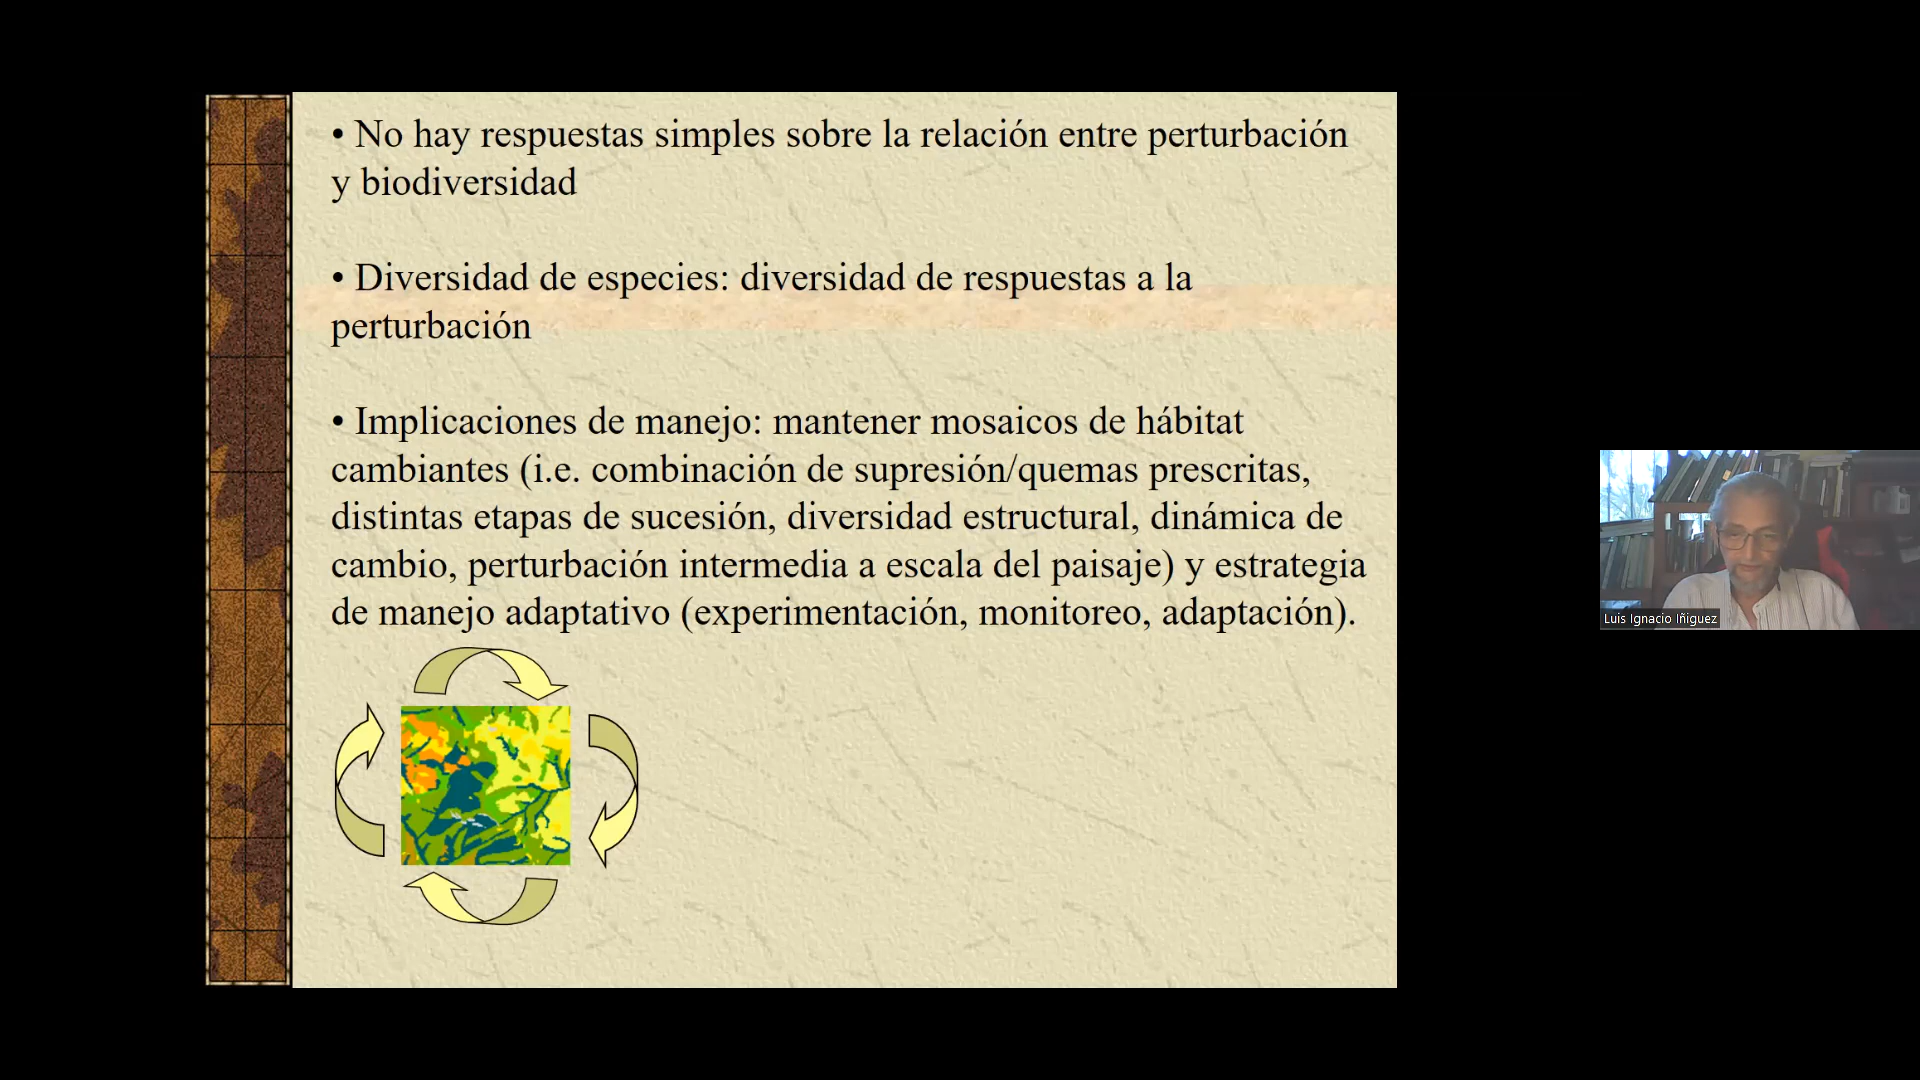 • No hay respuestas simples sobre la relación entre perturbación
y biodiversidad
• Diversidad de especies: diversidad de respuestas a la
perturbación
• Implicaciones de manejo: mantener mosaicos de hábitat
cambiantes (i.e. combinación de supresión/quemas prescritas,
distintas etapas de sucesión, diversidad estructural, dinámica de
cambio, perturbación intermedia a escala del paisaje) y estrategia
de manejo adaptativo (experimentación, monitoreo, adaptación).
Luis Ignacio Iñiguez